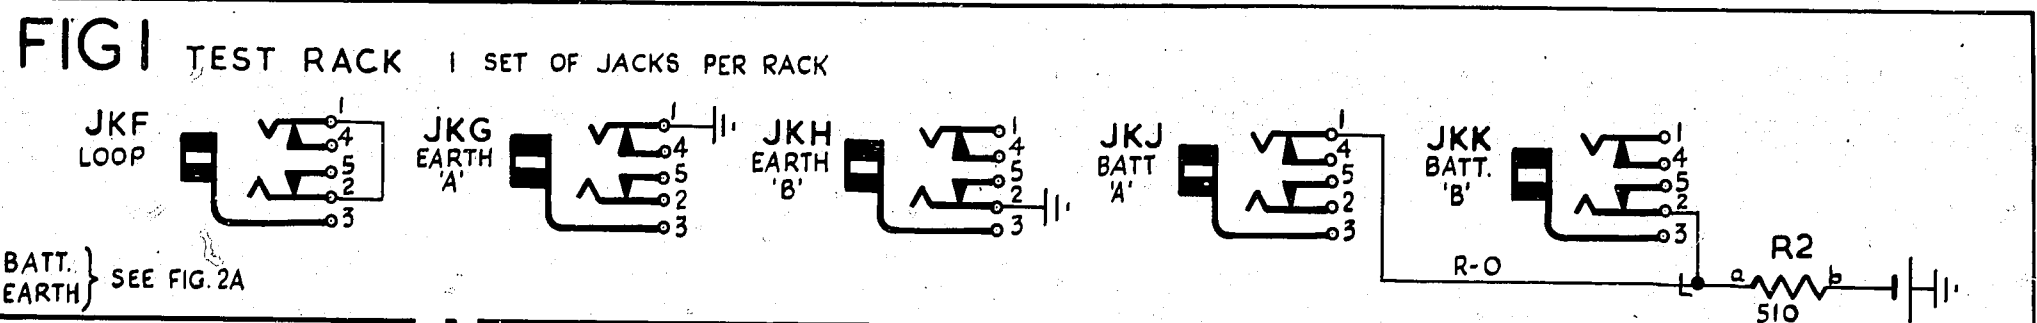 FIG 1 TEST RACK 1 SET OF JACKS PER RACK
JKF
LOOP
1
4
5
2
3
JKG
EARTH
'A'
1
4
5
2
3
JKH
EARTH
'B'
1
4
5
2
3
JKJ
BATT
'A'
1
4
5
2
3
JKK
BATT.
'B'
1
4
5
2
3
BATT.
EARTH } SEE FIG. 2A
R-O
R2
a b
510